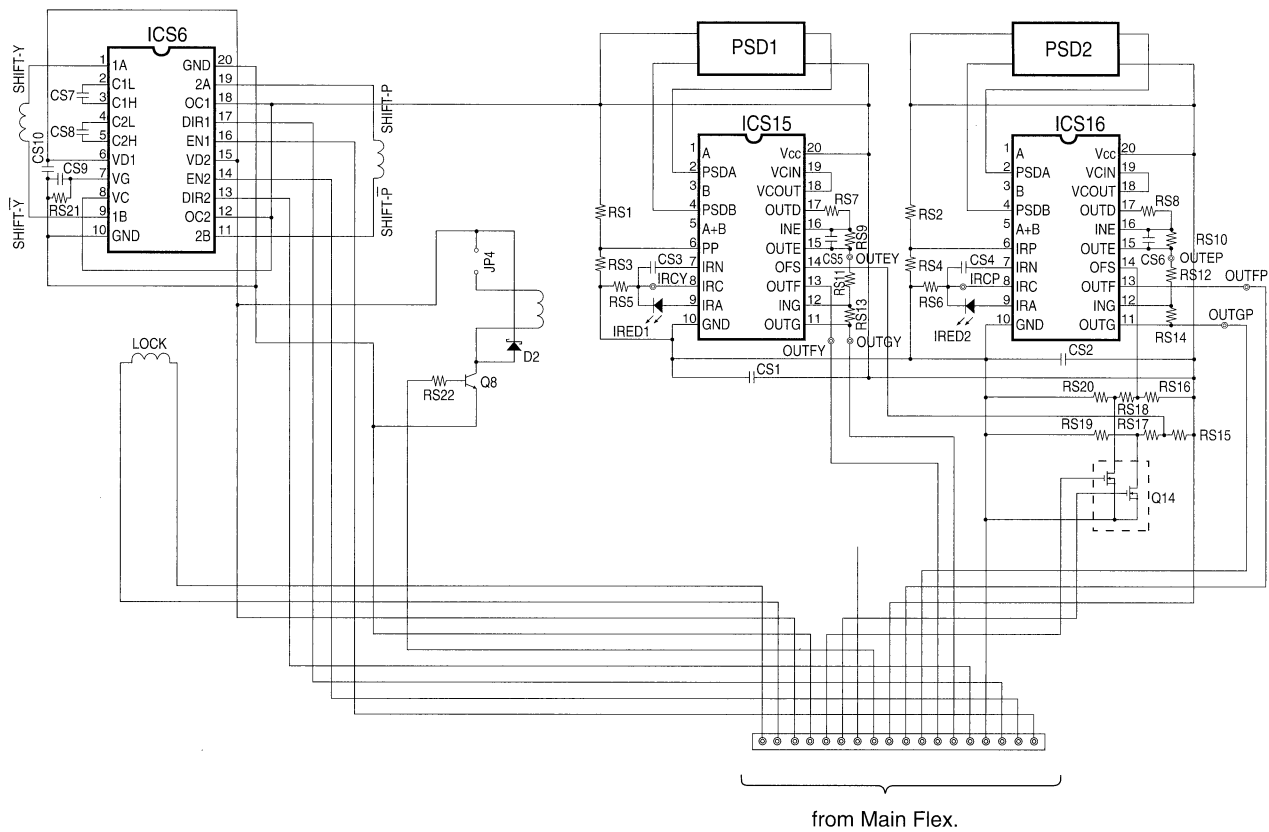 ICS6
SHIFT-Y
SHIFT-Y
1 1A GND 20
2 C1L 2A 19
3 C1H OC1 18
4 C2L DIR1 17
5 C2H EN1 16
6 VD1 VD2 15
7 VG EN2 14
8 VC DIR2 13
9 1B OC2 12
10 GND 2B 11
CS7
CS8
CS10
CS9
RS21
SHIFT-P
SHIFT-P
LOCK
JP4
D2
Q8
RS22
PSD1
ICS15
1 A Vcc 20
2 PSDA VCIN 19
3 B VCOUT 18
4 PSDB OUTD 17
5 A+B INE 16
6 PP OUTE 15
7 IRN OFS 14
8 IRC OUTF 13
9 IRA ING 12
10 GND OUTG 11
RS1
RS3
RS5
CS3
IRCY
IRED1
RS7
RS9
CS5
OUTEY
RS11
RS13
OUTFY
OUTGY
CS1
PSD2
ICS16
1 A Vcc 20
2 PSDA VCIN 19
3 B VCOUT 18
4 PSDB OUTD 17
5 A+B INE 16
6 IRP OUTE 15
7 IRN OFS 14
8 IRC OUTF 13
9 IRA ING 12
10 GND OUTG 11
RS2
RS4
RS6
CS4
IRCP
IRED2
RS8
RS10
CS6
OUTEP
RS12
OUTFP
OUTGP
RS14
CS2
RS20
RS16
RS18
RS19
RS17
RS15
Q14
from Main Flex.